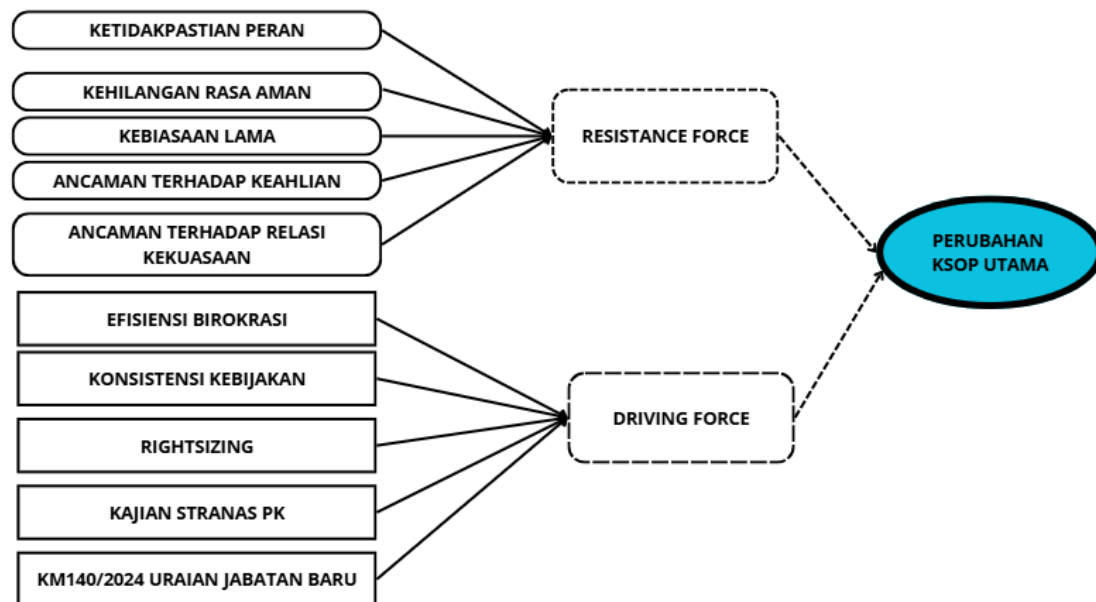 KETIDAKPASTIAN PERAN
KEHILANGAN RASA AMAN
KEBIASAAN LAMA
ANCAMAN TERHADAP KEAHLIAN
ANCAMAN TERHADAP RELASI
KEKUASAAN
RESISTANCE FORCE
PERUBAHAN
KSOP UTAMA
EFISIENSI BIROKRASI
KONSISTENSI KEBIJAKAN
RIGHTSIZING
KAJIAN STRANAS PK
KM140/2024 URAIAN JABATAN BARU
DRIVING FORCE